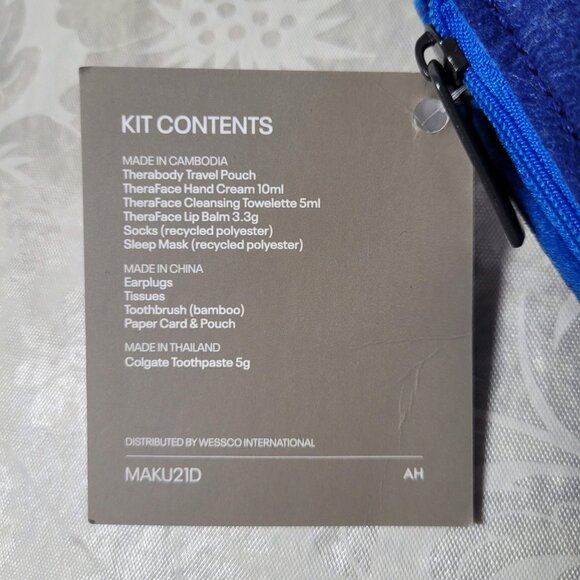 KIT CONTENTS
MADE IN CAMBODIA
Therabody Travel Pouch
TheraFace Hand Cream 10ml
TheraFace Cleansing Towelette 5ml
TheraFace Lip Balm 3.3g
Socks (recycled polyester)
Sleep Mask (recycled polyester)
MADE IN CHINA
Earplugs
Tissues
Toothbrush (bamboo)
Paper Card & Pouch
MADE IN THAILAND
Colgate Toothpaste 5g
DISTRIBUTED BY WESSCO INTERNATIONAL
MAKU21D AH